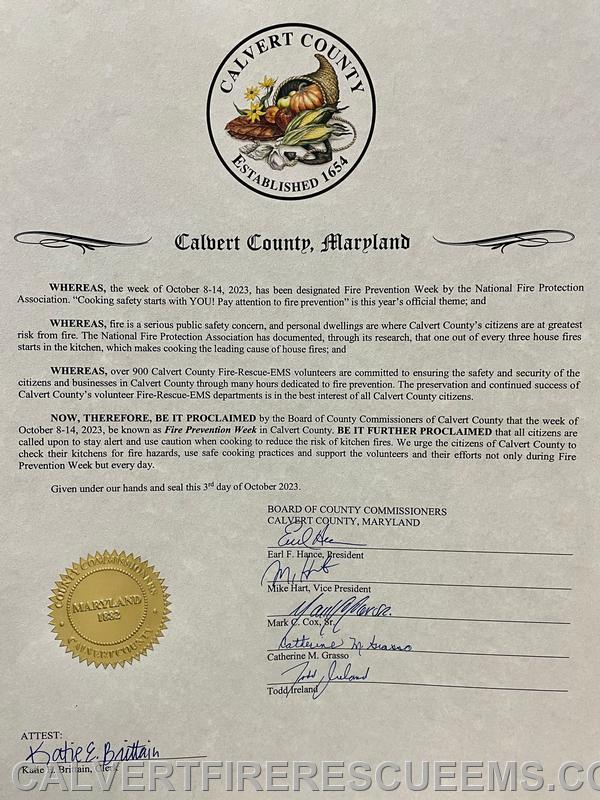 CALVERT COUNTY
ESTABLISHED 1654
Calvert County, Maryland
WHEREAS, the week of October 8-14, 2023, has been designated Fire Prevention Week by the National Fire Protection
Association. “Cooking safety starts with YOU! Pay attention to fire prevention” is this year's official theme; and
WHEREAS, fire is a serious public safety concern, and personal dwellings are where Calvert County's citizens are at greatest
risk from fire. The National Fire Protection Association has documented, through its research, that one out of every three house fires
starts in the kitchen, which makes cooking the leading cause of house fires; and
WHEREAS, over 900 Calvert County Fire-Rescue-EMS volunteers are committed to ensuring the safety and security of the
citizens and businesses in Calvert County through many hours dedicated to fire prevention. The preservation and continued success of
Calvert County's volunteer Fire-Rescue-EMS departments is in the best interest of all Calvert County citizens.
NOW, THEREFORE, BE IT PROCLAIMED by the Board of County Commissioners of Calvert County that the week of
October 8-14, 2023, be known as Fire Prevention Week in Calvert County. BE IT FURTHER PROCLAIMED that all citizens are
called upon to stay alert and use caution when cooking to reduce the risk of kitchen fires. We urge the citizens of Calvert County to
check their kitchens for fire hazards, use safe cooking practices and support the volunteers and their efforts not only during Fire
Prevention Week but every day.
Given under our hands and seal this 3rd day of October 2023.
BOARD OF COUNTY COMMISSIONERS
CALVERT COUNTY, MARYLAND
Earl F. Hance, President
Mike Hart, Vice President
Mark C. Cox, Sr.
Catherine M Grasso
Catherine M. Grasso
Todd Ireland
Todd Ireland
COUNTY COMMISSIONERS
MARYLAND
1882
CALVERT COUNTY
ATTEST:
Katie E. Brittain
Katie E. Brittain, Clerk
CALVERTFIRERESCUEEMS.CO